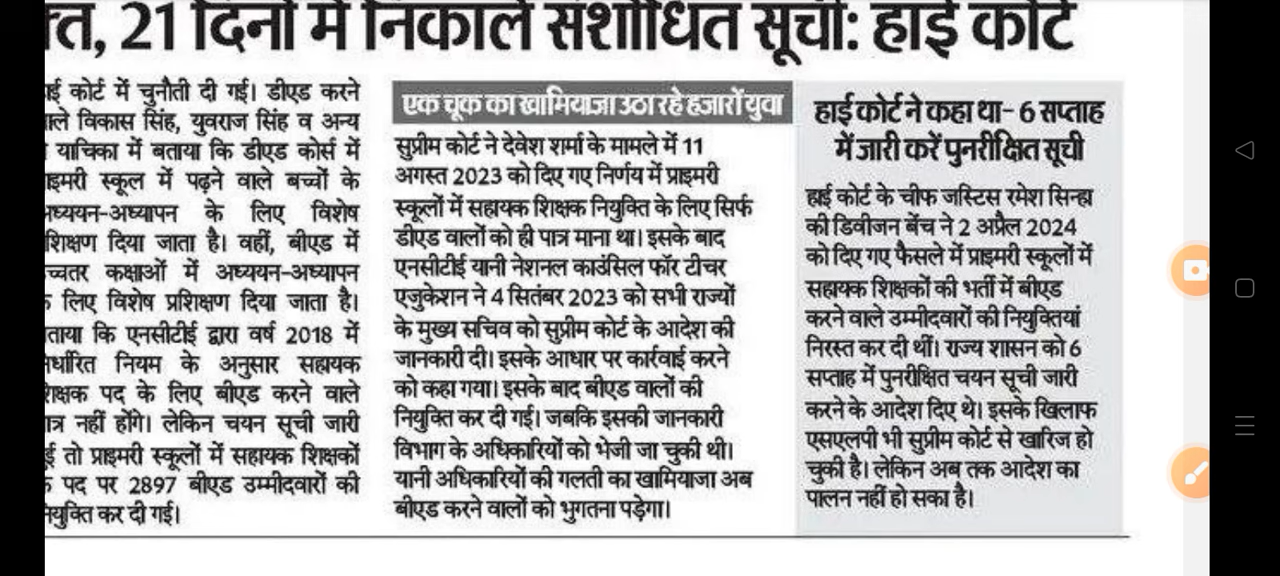 21 दिनों में निकालें संशोधित सूची: हाई कोर्ट
कोर्ट में चुनौती दी गई। डीएड करने
विकास सिंह, युवराज सिंह व अन्य
याचिका में बताया कि डीएड कोर्स में
स्कूल में पढ़ने वाले बच्चों के
अध्ययन-अध्यापन के लिए विशेष
दिया जाता है। वहीं, बीएड में
कक्षाओं में अध्ययन-अध्यापन
लिए विशेष प्रशिक्षण दिया जाता है।
कि एनसीटीई द्वारा वर्ष 2018 में
नियम के अनुसार सहायक
पद के लिए बीएड करने वाले
नहीं होंगे। लेकिन चयन सूची जारी
तो प्राइमरी स्कूलों में सहायक शिक्षकों
पद पर 2897 बीएड उम्मीदवारों की
कर दी गई।
एक चूक का खामियाजा उठा रहे हजारों युवा
सुप्रीम कोर्ट ने देवेश शर्मा के मामले में 11
अगस्त 2023 को दिए गए निर्णय में प्राइमरी
स्कूलों में सहायक शिक्षक नियुक्ति के लिए सिर्फ
डीएड वालों को ही पात्र माना था। इसके बाद
एनसीटीई यानी नेशनल काउंसिल फॉर टीचर
एजुकेशन ने 4 सितंबर 2023 को सभी राज्यों
के मुख्य सचिव को सुप्रीम कोर्ट के आदेश की
जानकारी दी। इसके आधार पर कार्रवाई करने
को कहा गया। इसके बाद बीएड वालों की
नियुक्ति कर दी गई। जबकि इसकी जानकारी
विभाग के अधिकारियों को भेजी जा चुकी थी।
यानी अधिकारियों की गलती का खामियाजा अब
बीएड करने वालों को भुगतना पड़ेगा।
हाई कोर्ट ने कहा था- 6 सप्ताह
में जारी करें पुनरीक्षित सूची
हाई कोर्ट के चीफ जस्टिस रमेश सिन्हा
की डिवीजन बेंच ने 2 अप्रैल 2024
को दिए गए फैसले में प्राइमरी स्कूलों में
सहायक शिक्षकों की भर्ती में बीएड
करने वाले उम्मीदवारों की नियुक्तियां
निरस्त कर दी थीं। राज्य शासन को 6
सप्ताह में पुनरीक्षित चयन सूची जारी
करने के आदेश दिए थे। इसके खिलाफ
एसएलपी भी सुप्रीम कोर्ट से खारिज हो
चुकी है। लेकिन अब तक आदेश का
पालन नहीं हो सका है।